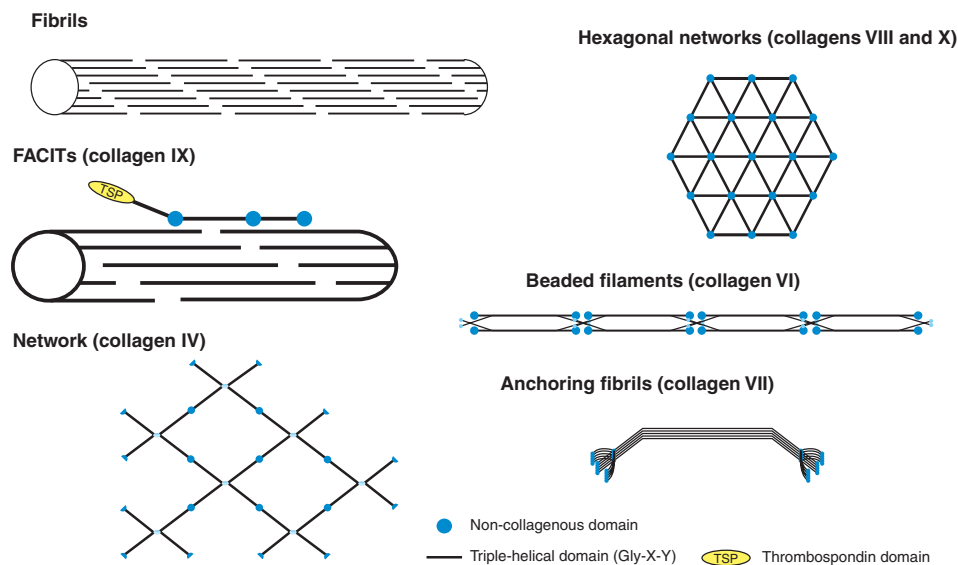 Fibrils
Hexagonal networks (collagens VIII and X)
FACITs (collagen IX)
TSP
Beaded filaments (collagen VI)
Network (collagen IV)
Anchoring fibrils (collagen VII)
Non-collagenous domain
Triple-helical domain (Gly-X-Y)
TSP Thrombospondin domain